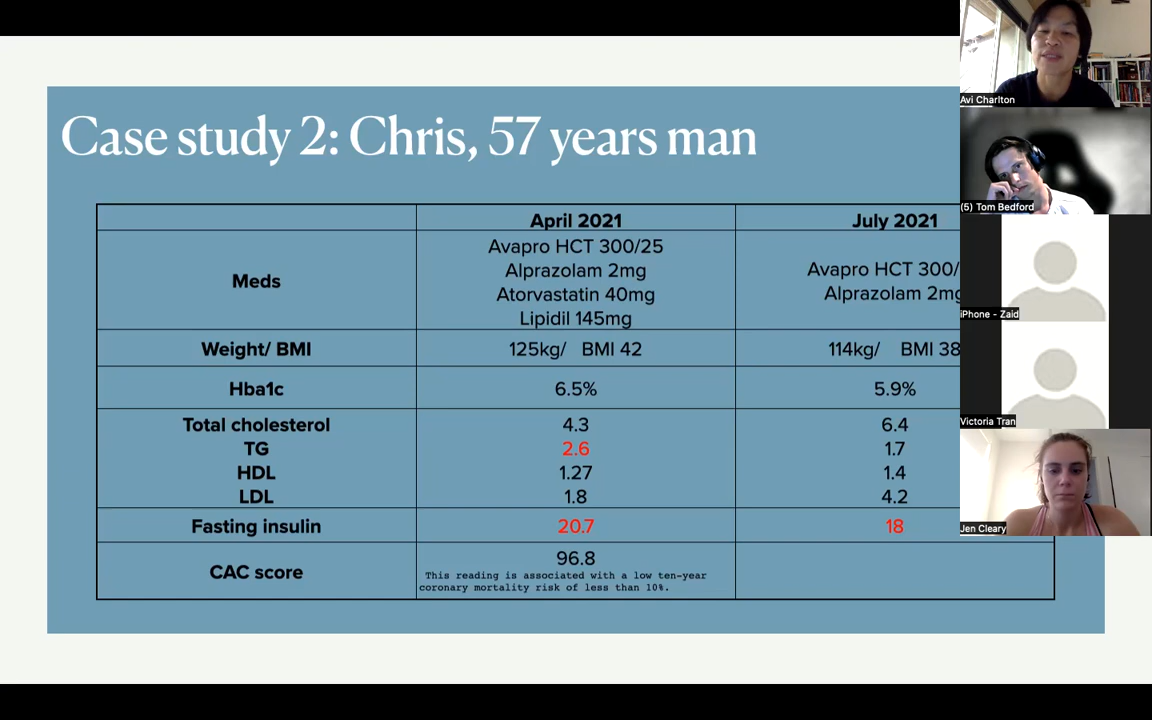 Case study 2: Chris, 57 years man
April 2021
July 2021
Meds
Avapro HCT 300/25
Alprazolam 2mg
Atorvastatin 40mg
Lipidil 145mg
Avapro HCT 300/
Alprazolam 2mg
Weight/ BMI
125kg/ BMI 42
114kg/ BMI 38
Hba1c
6.5%
5.9%
Total cholesterol
4.3
6.4
TG
2.6
1.7
HDL
1.27
1.4
LDL
1.8
4.2
Fasting insulin
20.7
18
CAC score
96.8
This reading is associated with a low ten-year
coronary mortality risk of less than 10%.
Avi Charlton
(5) Tom Bedford
iPhone - Zaid
Victoria Tran
Jen Cleary